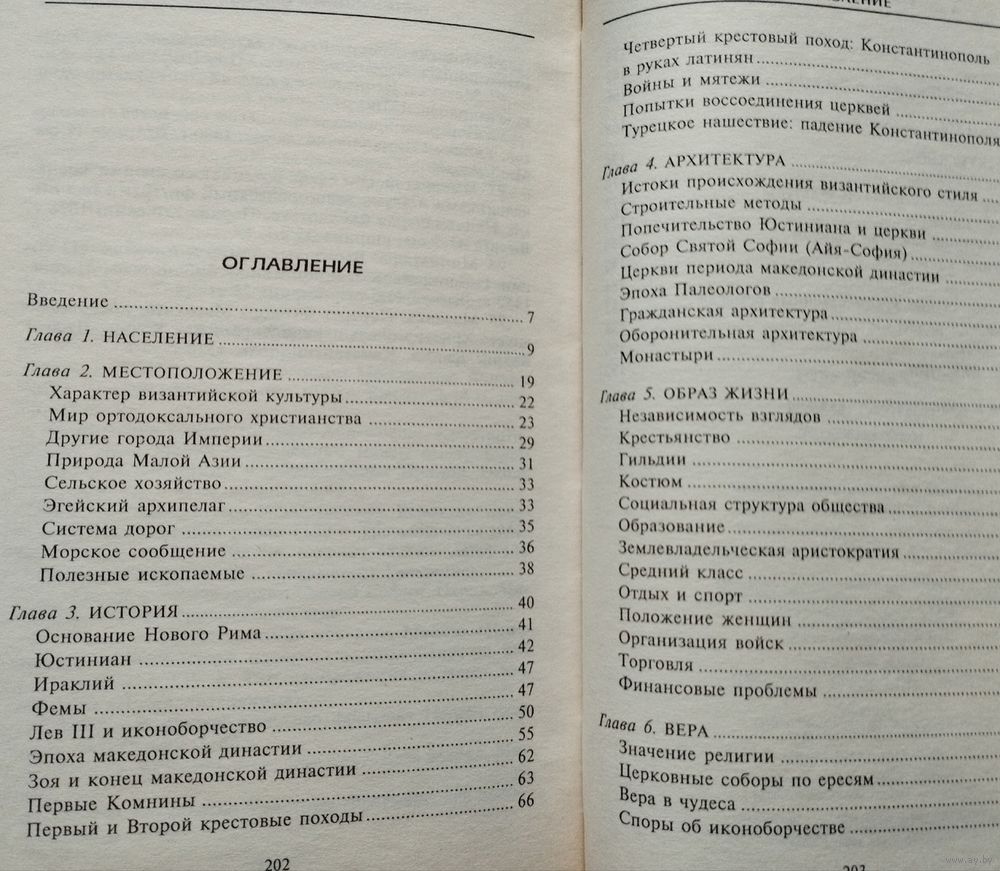 ОГЛАВЛЕНИЕ
Введение 7
Глава 1. НАСЕЛЕНИЕ 9
Глава 2. МЕСТОПОЛОЖЕНИЕ 19
Характер византийской культуры 22
Мир ортодоксального христианства 23
Другие города Империи 29
Природа Малой Азии 31
Сельское хозяйство 33
Эгейский архипелаг 33
Система дорог 35
Морское сообщение 36
Полезные ископаемые 38
Глава 3. ИСТОРИЯ 40
Основание Нового Рима 41
Юстиниан 42
Ираклий 47
Фемы 47
Лев III и иконоборчество 50
Эпоха македонской династии 55
Зоя и конец македонской династии 62
Первые Комнины 63
Первый и Второй крестовые походы 66
202
Четвертый крестовый поход: Константинополь
в руках латинян
Войны и мятежи
Попытки воссоединения церквей
Турецкое нашествие: падение Константинополя
Глава 4. АРХИТЕКТУРА
Истоки происхождения византийского стиля
Строительные методы
Попечительство Юстиниана и церкви
Собор Святой Софии (Айя-София)
Церкви периода македонской династии
Эпоха Палеологов
Гражданская архитектура
Оборонительная архитектура
Монастыри
Глава 5. ОБРАЗ ЖИЗНИ
Независимость взглядов
Крестьянство
Гильдии
Костюм
Социальная структура общества
Образование
Землевладельческая аристократия
Средний класс
Отдых и спорт
Положение женщин
Организация войск
Торговля
Финансовые проблемы
Глава 6. ВЕРА
Значение религии
Церковные соборы по ересям
Вера в чудеса
Споры об иконоборчестве
www.ay.by